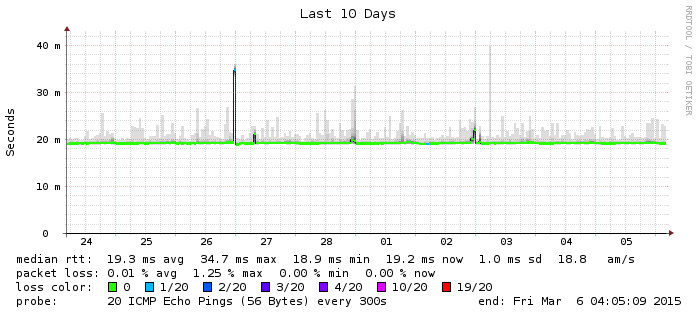 Last 10 Days
RRDTOOL / TOBI OETIKER
Seconds
40 m
30 m
20 m
10 m
0
24 25 26 27 28 01 02 03 04 05
median rtt: 19.3 ms avg 34.7 ms max 18.9 ms min 19.2 ms now 1.0 ms sd 18.8 am/s
packet loss: 0.01 % avg 1.25 % max 0.00 % min 0.00 % now
loss color: 0 1/20 2/20 3/20 4/20 10/20 19/20
probe: 20 ICMP Echo Pings (56 Bytes) every 300s end: Fri Mar 6 04:05:09 2015